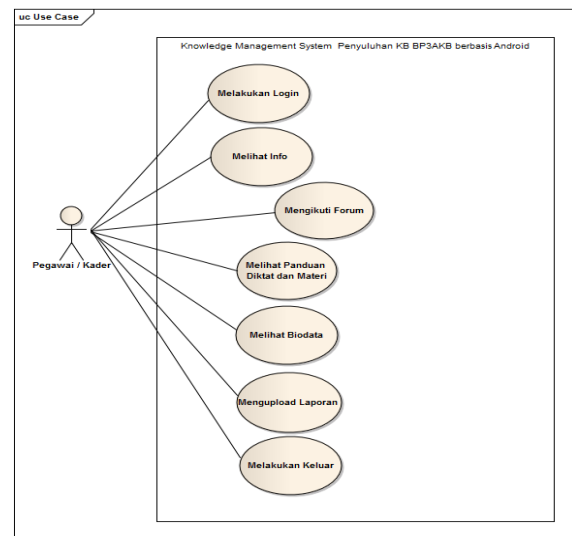 uc Use Case
Knowledge Management System Penyuluhan KB BP3AKB berbasis Android
Melakukan Login
Melihat Info
Mengikuti Forum
Pegawai / Kader
Melihat Panduan
Diktat dan Materi
Melihat Biodata
Mengupload Laporan
Melakukan Keluar